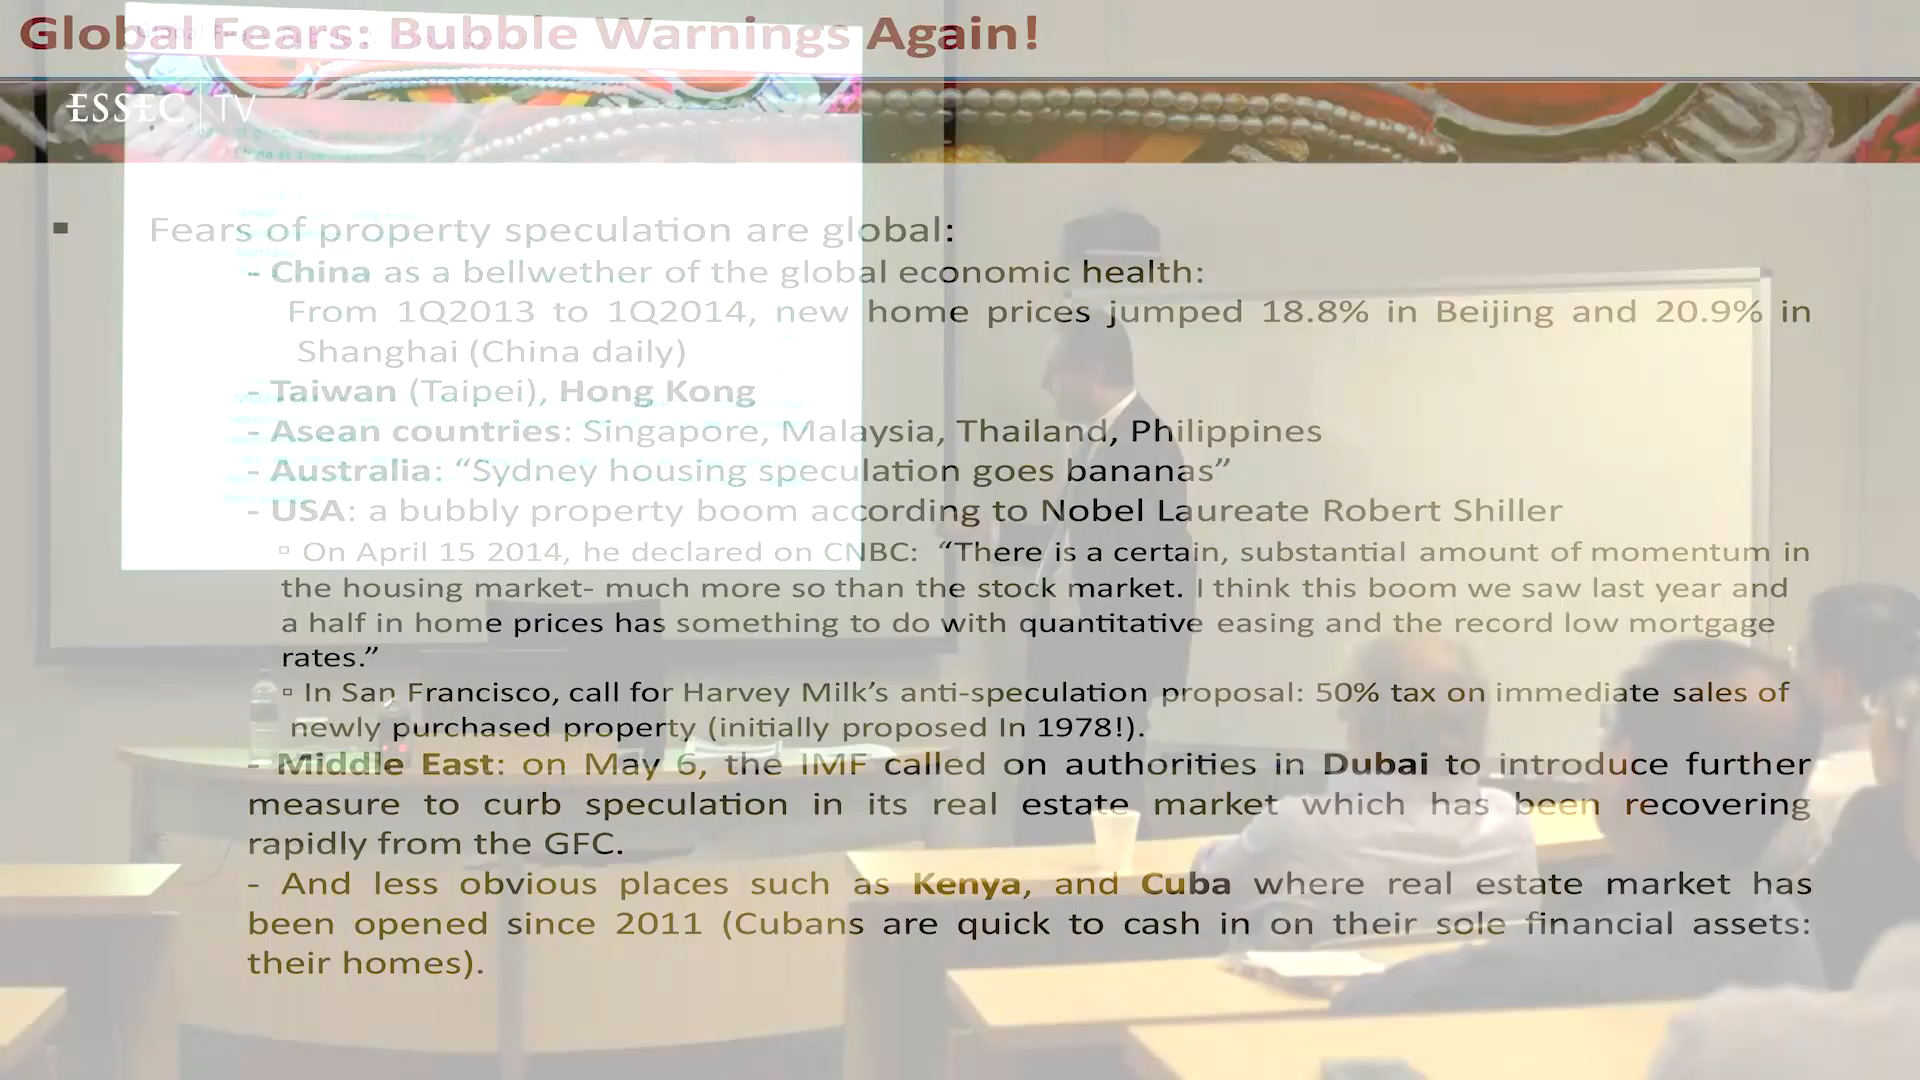 Global Fears: Bubble Warnings Again!
ESSEC TV
▪ Fears of property speculation are global:
- China as a bellwether of the global economic health:
From 1Q2013 to 1Q2014, new home prices jumped 18.8% in Beijing and 20.9% in
Shanghai (China daily)
- Taiwan (Taipei), Hong Kong
- Asean countries: Singapore, Malaysia, Thailand, Philippines
- Australia: “Sydney housing speculation goes bananas”
- USA: a bubbly property boom according to Nobel Laureate Robert Shiller
▫ On April 15 2014, he declared on CNBC: “There is a certain, substantial amount of momentum in
the housing market- much more so than the stock market. I think this boom we saw last year and
a half in home prices has something to do with quantitative easing and the record low mortgage
rates.”
▫ In San Francisco, call for Harvey Milk’s anti-speculation proposal: 50% tax on immediate sales of
newly purchased property (initially proposed In 1978!).
- Middle East: on May 6, the IMF called on authorities in Dubai to introduce further
measure to curb speculation in its real estate market which has been recovering
rapidly from the GFC.
- And less obvious places such as Kenya, and Cuba where real estate market has
been opened since 2011 (Cubans are quick to cash in on their sole financial assets:
their homes).